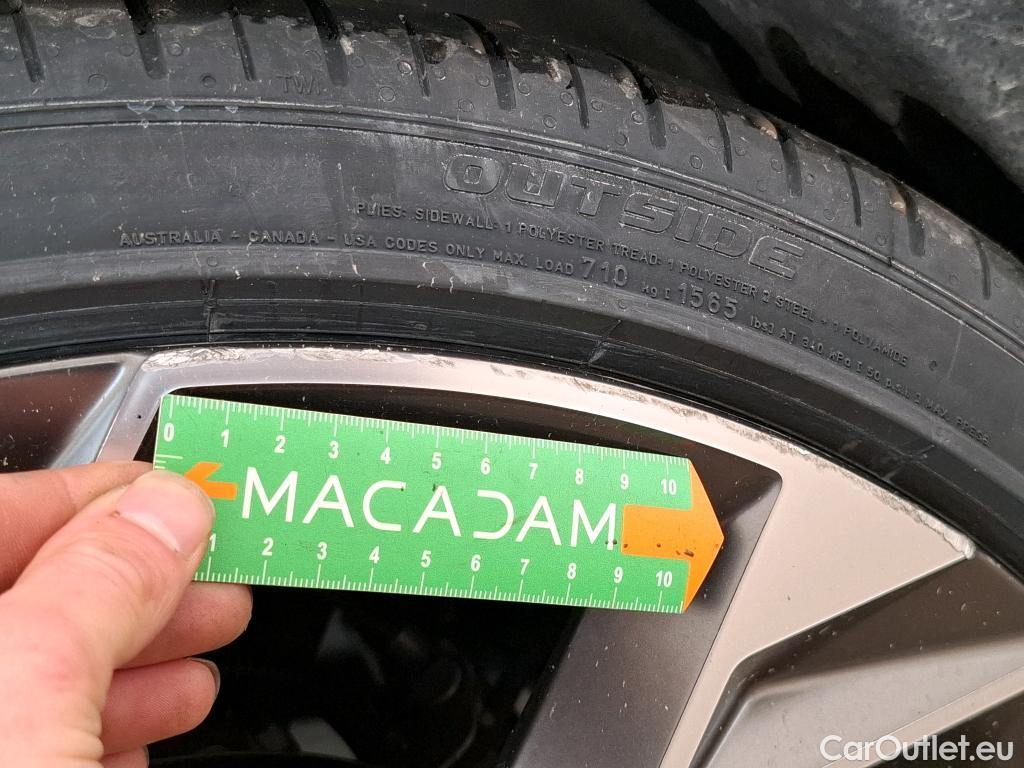 TWI
OUTSIDE
PLIES: SIDEWALL: 1 POLYESTER TREAD: 1 POLYESTER 2 STEEL + 1 POLYAMIDE
AUSTRALIA - CANADA - USA CODES ONLY MAX. LOAD 710 kg [ 1565 lbs] AT 340 kPa [ 50 p.s.i. ] MAX. PRESS
0 1 2 3 4 5 6 7 8 9 10
MACADAM
1 2 3 4 5 6 7 8 9 10
CarOutlet.eu